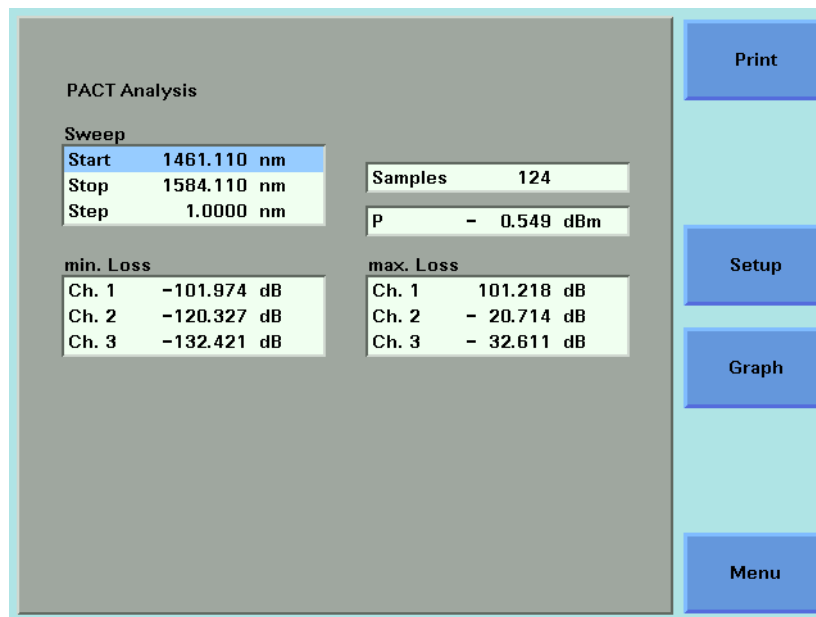 PACT Analysis
Sweep
Start 1461.110 nm
Stop 1584.110 nm
Step 1.0000 nm
Samples 124
P - 0.549 dBm
min. Loss
Ch. 1 -101.974 dB
Ch. 2 -120.327 dB
Ch. 3 -132.421 dB
max. Loss
Ch. 1 101.218 dB
Ch. 2 - 20.714 dB
Ch. 3 - 32.611 dB
Print
Setup
Graph
Menu